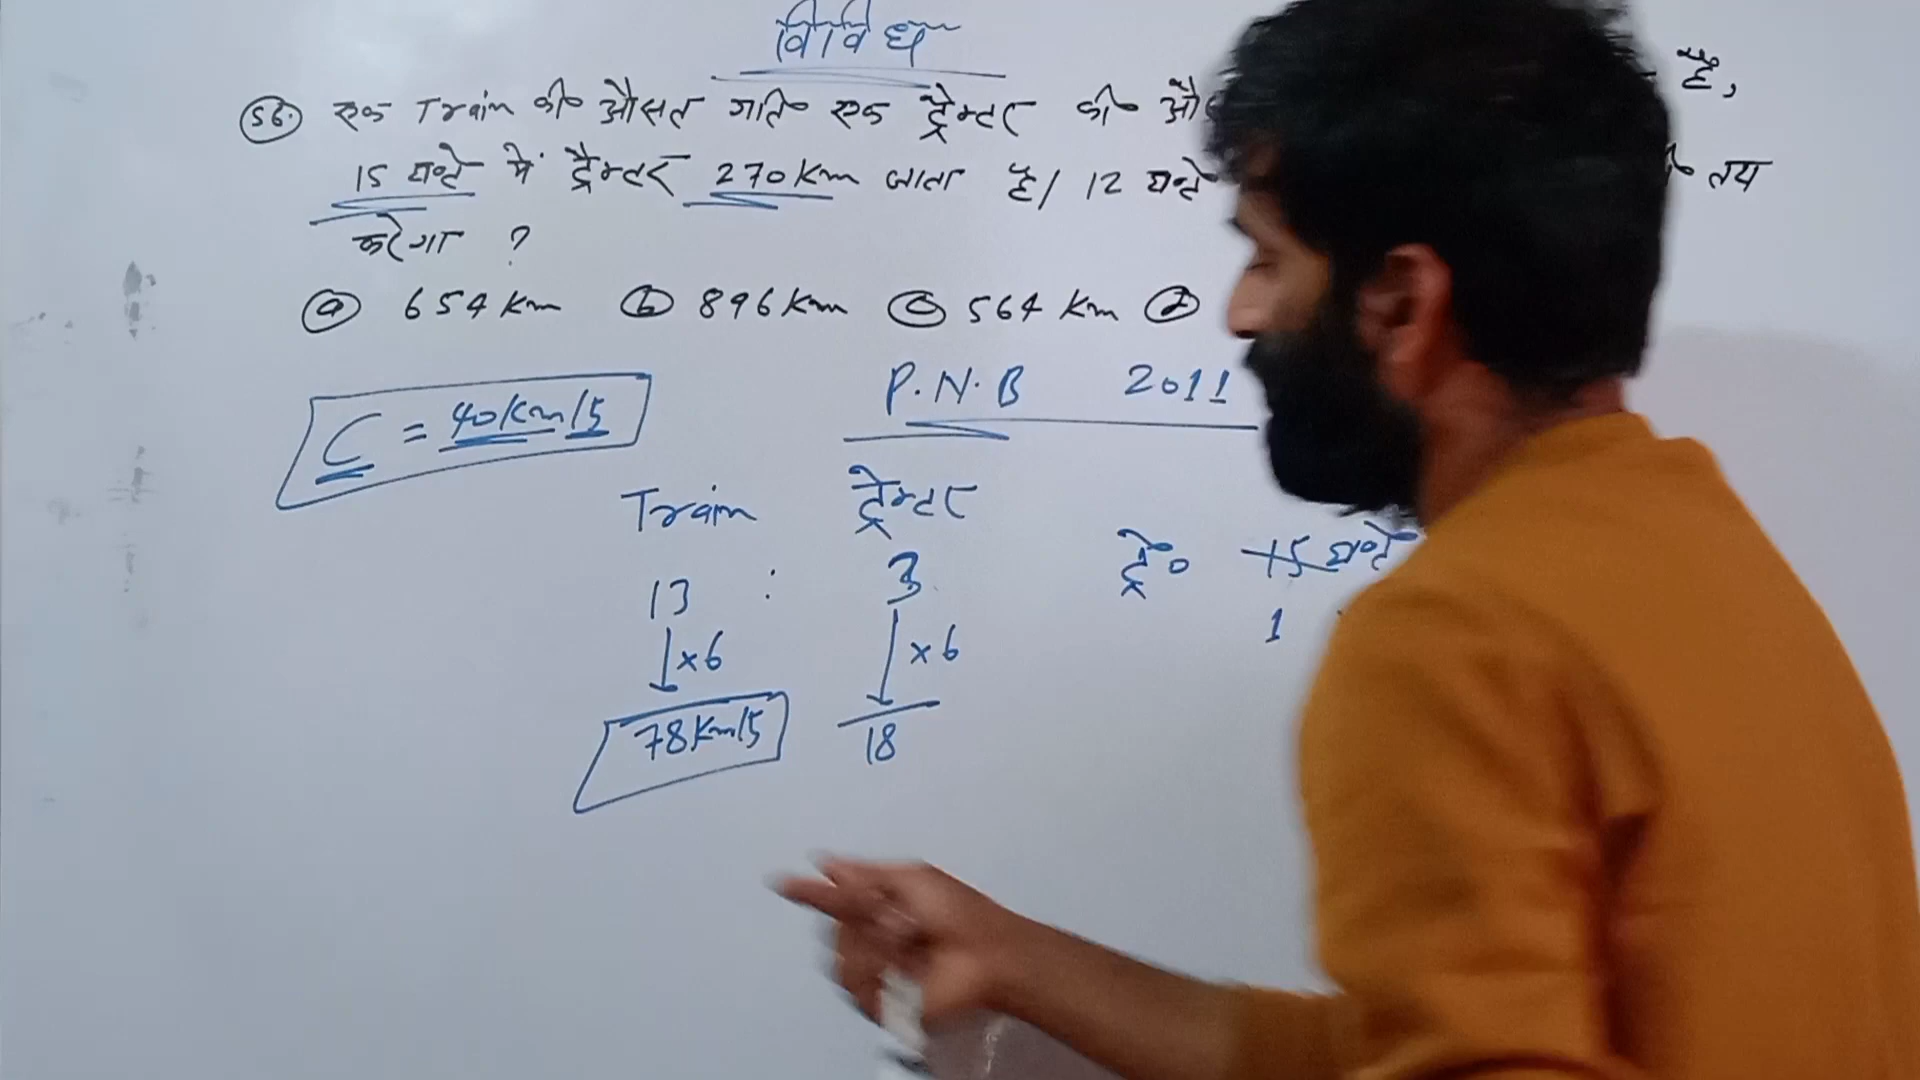 विविध
56. एक Train की औसत गति एक ट्रैक्टर की है,
15 घण्टे में ट्रैक्टर 270 Km जाता है। 12 घण्टे तय
करेगा ?
(a) 654 Km (b) 896 Km (c) 564 Km (d)
C = 40 Km/5
P.N.B 2011
Train ट्रैक्टर
13 : 3
×6 ×6
78 Km/5 18
ट्रै० 15 घण्टे
1